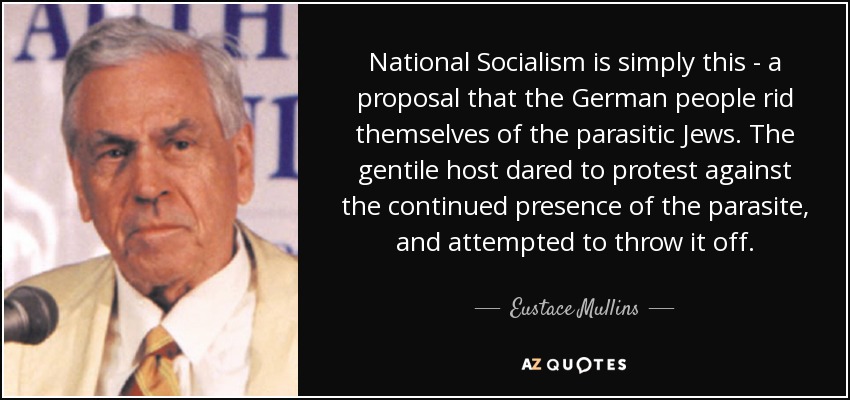 AUTH
National Socialism is simply this - a
proposal that the German people rid
themselves of the parasitic Jews. The
gentile host dared to protest against
the continued presence of the parasite,
and attempted to throw it off.
Eustace Mullins
AZ QUOTES